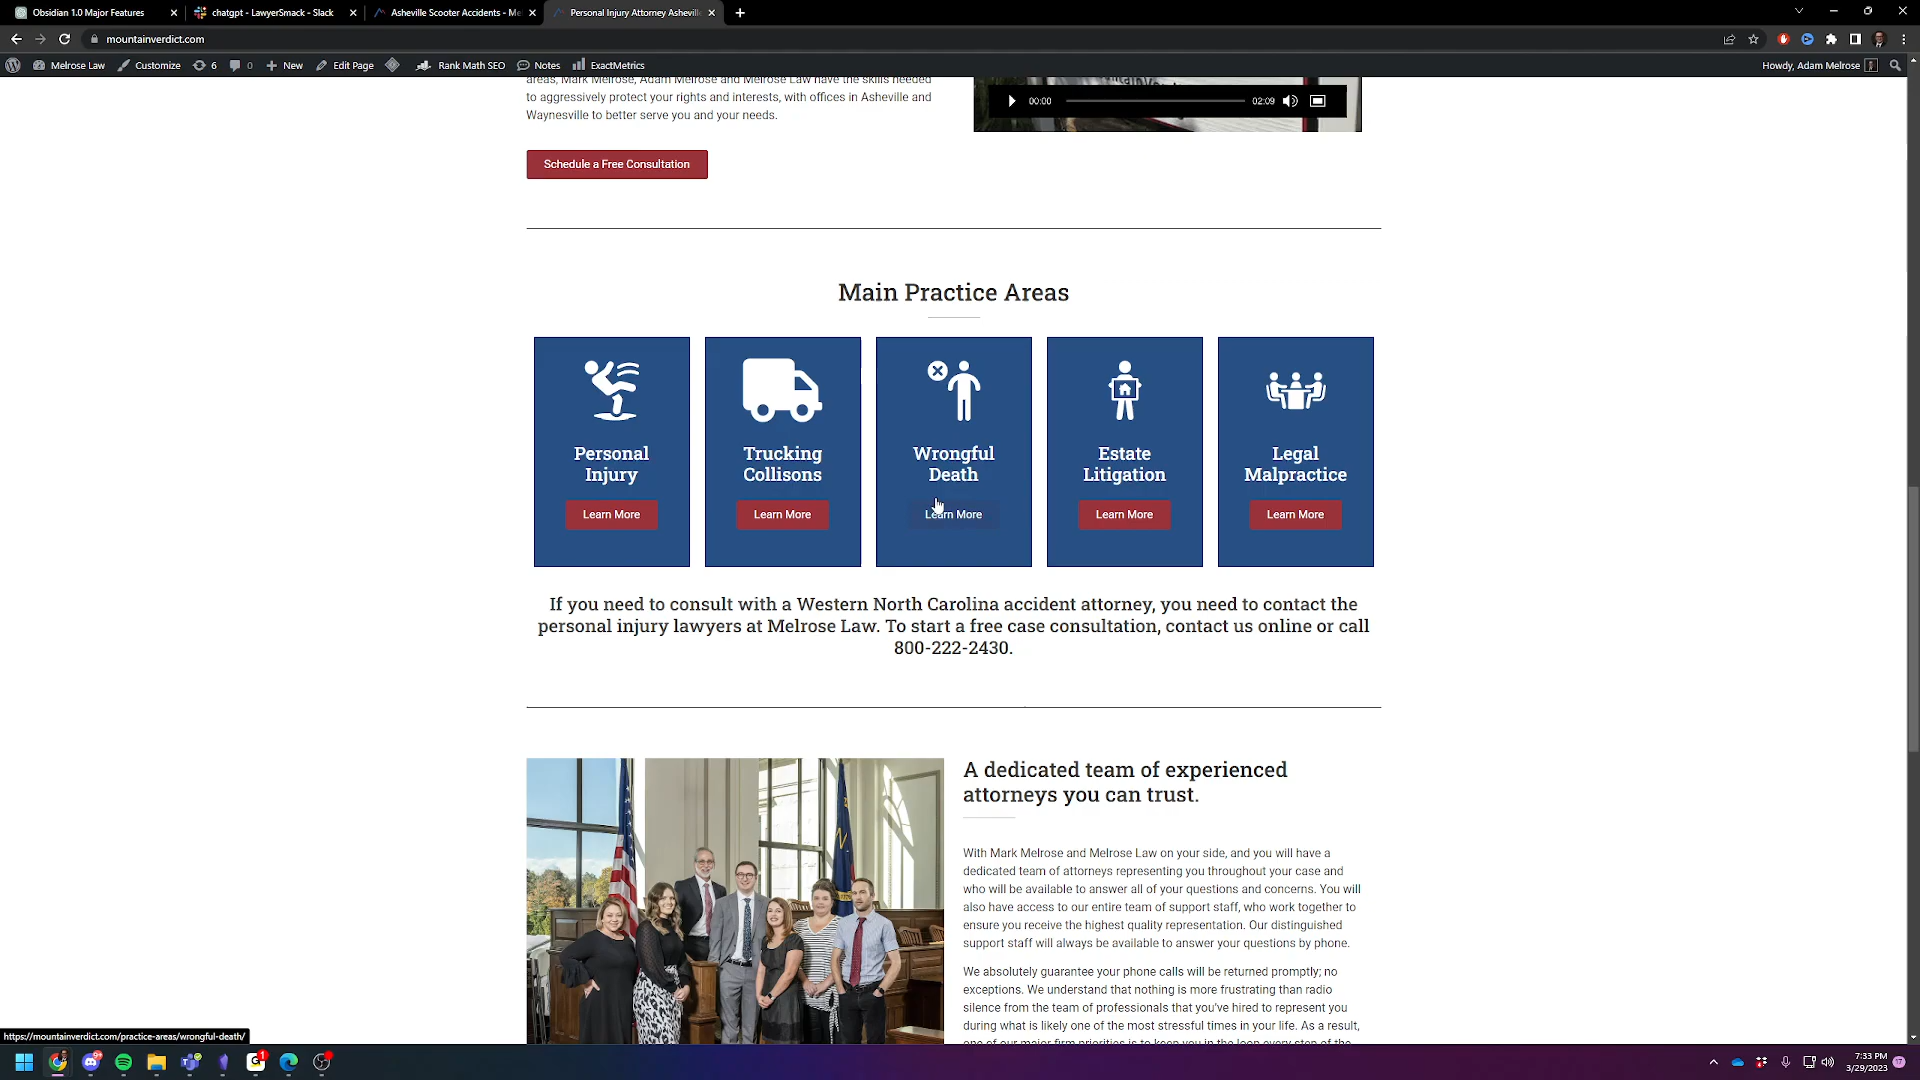 Obsidian 1.0 Major Features
chatgpt - LawyerSmack - Slack
Asheville Scooter Accidents - Me
Personal Injury Attorney Ashevill
mountainverdict.com
Melrose Law
Customize
6
0
New
Edit Page
Rank Math SEO
Notes
ExactMetrics
Howdy, Adam Melrose
areas, Mark Melrose, Adam Melrose and Melrose Law have the skills needed
to aggressively protect your rights and interests, with offices in Asheville and
Waynesville to better serve you and your needs.
00:00
02:09
Schedule a Free Consultation
Main Practice Areas
Personal
Injury
Learn More
Trucking
Collisons
Learn More
Wrongful
Death
Learn More
Estate
Litigation
Learn More
Legal
Malpractice
Learn More
If you need to consult with a Western North Carolina accident attorney, you need to contact the
personal injury lawyers at Melrose Law. To start a free case consultation, contact us online or call
800-222-2430.
A dedicated team of experienced
attorneys you can trust.
With Mark Melrose and Melrose Law on your side, and you will have a
dedicated team of attorneys representing you throughout your case and
who will be available to answer all of your questions and concerns. You will
also have access to our entire team of support staff, who work together to
ensure you receive the highest quality representation. Our distinguished
support staff will always be available to answer your questions by phone.
We absolutely guarantee your phone calls will be returned promptly; no
exceptions. We understand that nothing is more frustrating than radio
silence from the team of professionals that you've hired to represent you
during what is likely one of the most stressful times in your life. As a result,
one of our major firm priorities is to keep you in the loop every step of the
https://mountainverdict.com/practice-areas/wrongful-death/
7:33 PM
3/29/2023